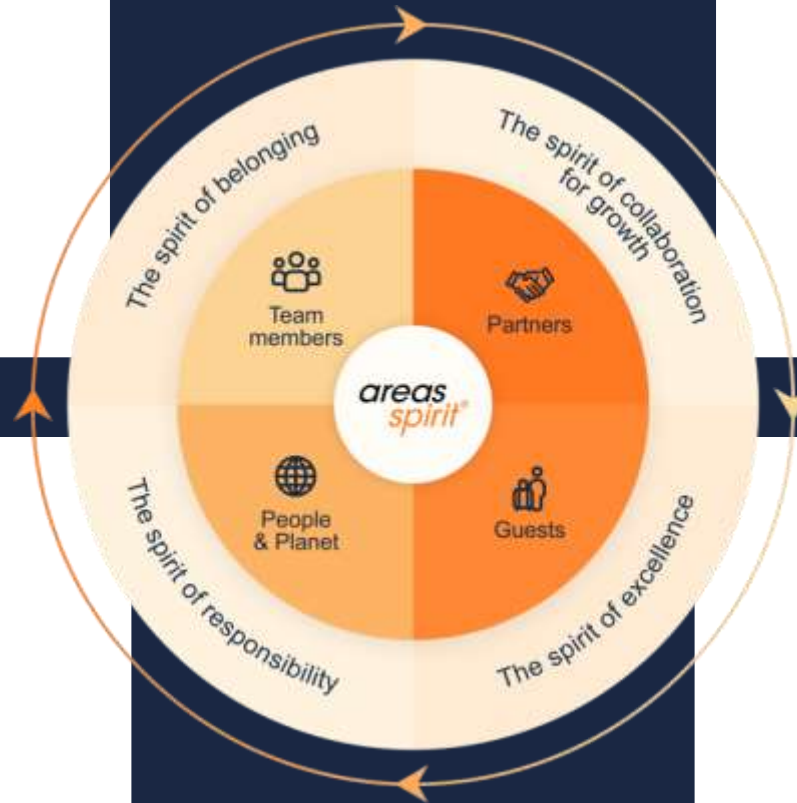 The spirit of belonging
The spirit of collaboration
for growth
Team
members
Partners
areas
spirit®
People
& Planet
Guests
The spirit of responsibility
The spirit of excellence